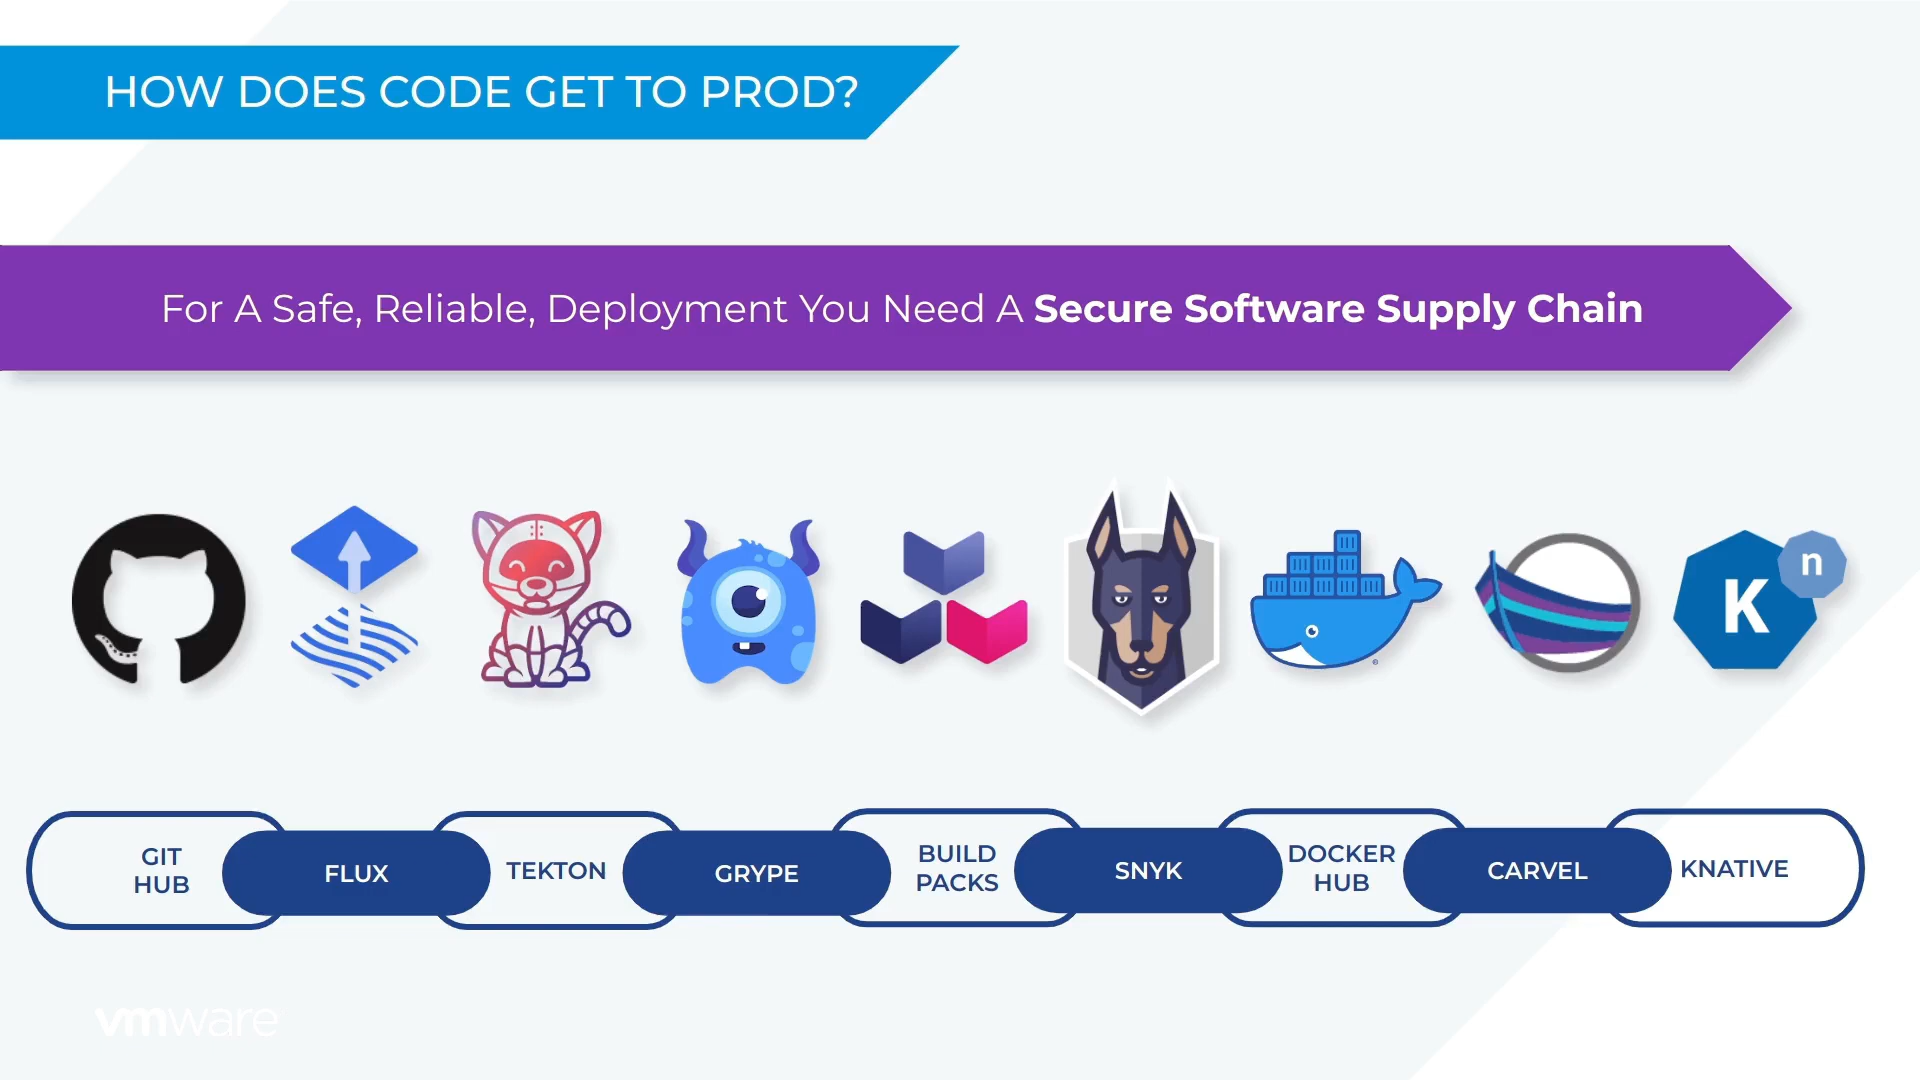 HOW DOES CODE GET TO PROD?
For A Safe, Reliable, Deployment You Need A Secure Software Supply Chain
K
n
GIT
HUB
FLUX
TEKTON
GRYPE
BUILD
PACKS
SNYK
DOCKER
HUB
CARVEL
KNATIVE
vmware